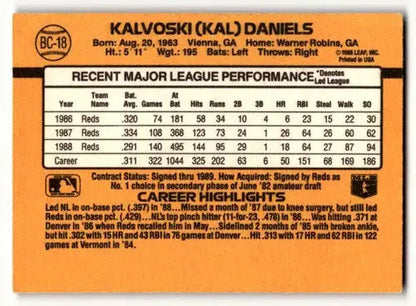 BC-18
KALVOSKI (KAL) DANIELS
Born: Aug. 20, 1963 Vienna, GA Home: Warner Robins, GA
Ht: 5' 11" Wgt: 195 Bats: Left Throws: Right
© 1988 LEAF, INC.
Printed in USA
RECENT MAJOR LEAGUE PERFORMANCE *Denotes Led League
Year Team Name Bat. Avg. Games At Bat Hits Runs 2B 3B HR RBI Steal Walk SO
1986 Reds .320 74 181 58 34 10 4 6 23 15 22 30
1987 Reds .334 108 368 123 73 24 1 26 64 26 60 62
1988 Reds .291 140 495 144 95 29 1 18 64 27 87 94
Career .311 322 1044 325 202 63 6 50 151 68 169 186
Contract Status: Signed thru 1989. How Acquired: Signed by Reds as
No. 1 choice in secondary phase of June '82 amateur draft
CAREER HIGHLIGHTS
Led NL in on-base pct. (.397) in '88...Missed a month of '87 due to knee surgery, but still led
Reds in on-base pct. (.429)...NL's top pinch hitter (11-for-23, .478) in '86...Was hitting .371 at
Denver in '86 when Reds recalled him in May...Sidelined 2 months of '85 with broken ankle,
but hit .302 with 15 HR and 43 RBI in 76 games at Denver...Hit .313 with 17 HR and 62 RBI in 122
games at Vermont in '84.